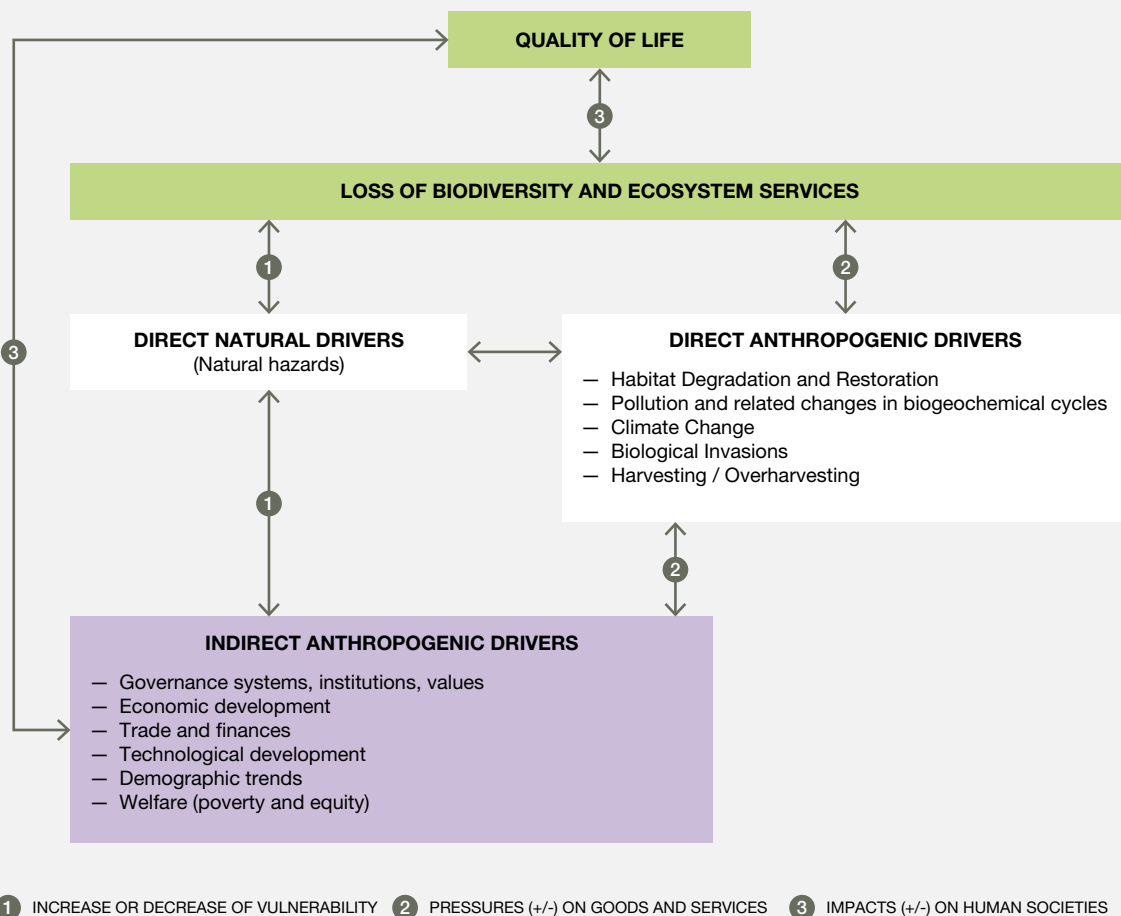 QUALITY OF LIFE
3
LOSS OF BIODIVERSITY AND ECOSYSTEM SERVICES
1
2
DIRECT NATURAL DRIVERS
(Natural hazards)
3
DIRECT ANTHROPOGENIC DRIVERS
— Habitat Degradation and Restoration
— Pollution and related changes in biogeochemical cycles
— Climate Change
— Biological Invasions
— Harvesting / Overharvesting
1
2
INDIRECT ANTHROPOGENIC DRIVERS
— Governance systems, institutions, values
— Economic development
— Trade and finances
— Technological development
— Demographic trends
— Welfare (poverty and equity)
1 INCREASE OR DECREASE OF VULNERABILITY 2 PRESSURES (+/-) ON GOODS AND SERVICES 3 IMPACTS (+/-) ON HUMAN SOCIETIES